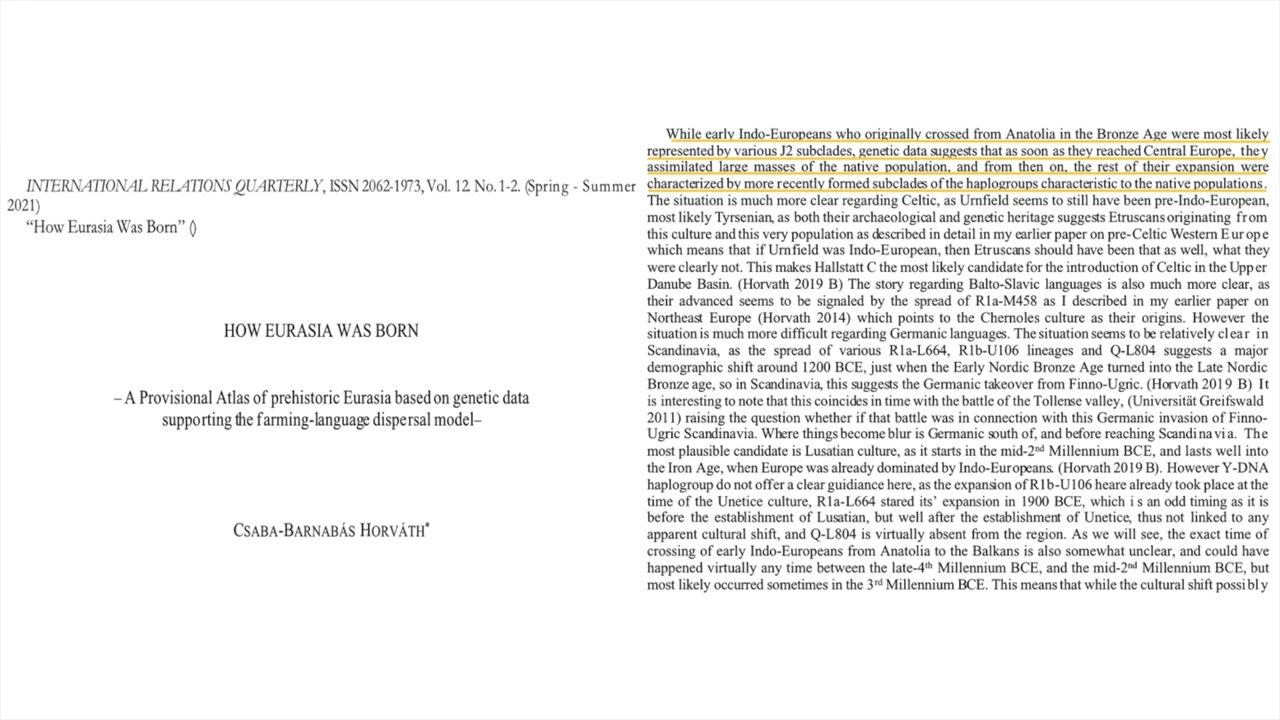 INTERNATIONAL RELATIONS QUARTERLY, ISSN 2062-1973, Vol. 12. No. 1-2. (Spring - Summer
2021)
“How Eurasia Was Born” ()
HOW EURASIA WAS BORN
– A Provisional Atlas of prehistoric Eurasia based on genetic data
supporting the farming-language dispersal model–
CSABA-BARNABÁS HORVÁTH*
While early Indo-Europeans who originally crossed from Anatolia in the Bronze Age were most likely
represented by various J2 subclades, genetic data suggests that as soon as they reached Central Europe, they
assimilated large masses of the native population, and from then on, the rest of their expansion were
characterized by more recently formed subclades of the haplogroups characteristic to the native populations.
The situation is much more clear regarding Celtic, as Urnfield seems to still have been pre-Indo-European,
most likely Tyrsenian, as both their archaeological and genetic heritage suggests Etruscans originating from
this culture and this very population as described in detail in my earlier paper on pre-Celtic Western Europe
which means that if Urnfield was Indo-European, then Etruscans should have been that as well, what they
were clearly not. This makes Hallstatt C the most likely candidate for the introduction of Celtic in the Upper
Danube Basin. (Horvath 2019 B) The story regarding Balto-Slavic languages is also much more clear, as
their advanced seems to be signaled by the spread of R1a-M458 as I described in my earlier paper on
Northeast Europe (Horvath 2014) which points to the Chernoles culture as their origins. However the
situation is much more difficult regarding Germanic languages. The situation seems to be relatively clear in
Scandinavia, as the spread of various R1a-L664, R1b-U106 lineages and Q-L804 suggests a major
demographic shift around 1200 BCE, just when the Early Nordic Bronze Age turned into the Late Nordic
Bronze age, so in Scandinavia, this suggests the Germanic takeover from Finno-Ugric. (Horvath 2019 B) It
is interesting to note that this coincides in time with the battle of the Tollense valley, (Universität Greifswald
2011) raising the question whether if that battle was in connection with this Germanic invasion of Finno-
Ugric Scandinavia. Where things become blur is Germanic south of, and before reaching Scandinavia. The
most plausible candidate is Lusatian culture, as it starts in the mid-2nd Millennium BCE, and lasts well into
the Iron Age, when Europe was already dominated by Indo-Europeans. (Horvath 2019 B). However Y-DNA
haplogroup do not offer a clear guidance here, as the expansion of R1b-U106 heare already took place at the
time of the Unetice culture, R1a-L664 stared its’ expansion in 1900 BCE, which is an odd timing as it is
before the establishment of Lusatian, but well after the establishment of Unetice, thus not linked to any
apparent cultural shift, and Q-L804 is virtually absent from the region. As we will see, the exact time of
crossing of early Indo-Europeans from Anatolia to the Balkans is also somewhat unclear, and could have
happened virtually any time between the late-4th Millennium BCE, and the mid-2nd Millennium BCE, but
most likely occurred sometimes in the 3rd Millennium BCE. This means that while the cultural shift possibly